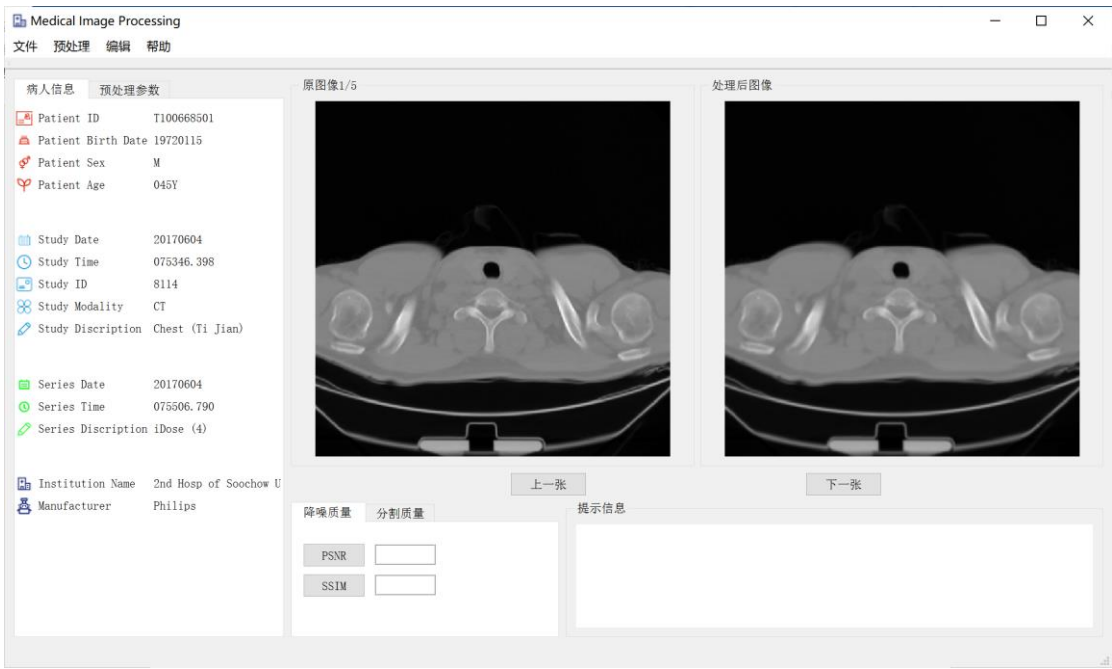 Medical Image Processing
文件 预处理 编辑 帮助
病人信息 预处理参数
Patient ID T100668501
Patient Birth Date 19720115
Patient Sex M
Patient Age 045Y
Study Date 20170604
Study Time 075346.398
Study ID 8114
Study Modality CT
Study Discription Chest (Ti Jian)
Series Date 20170604
Series Time 075506.790
Series Discription iDose (4)
Institution Name 2nd Hosp of Soochow U
Manufacturer Philips
原图像1/5
处理后图像
上一张
下一张
降噪质量 分割质量
PSNR
SSIM
提示信息